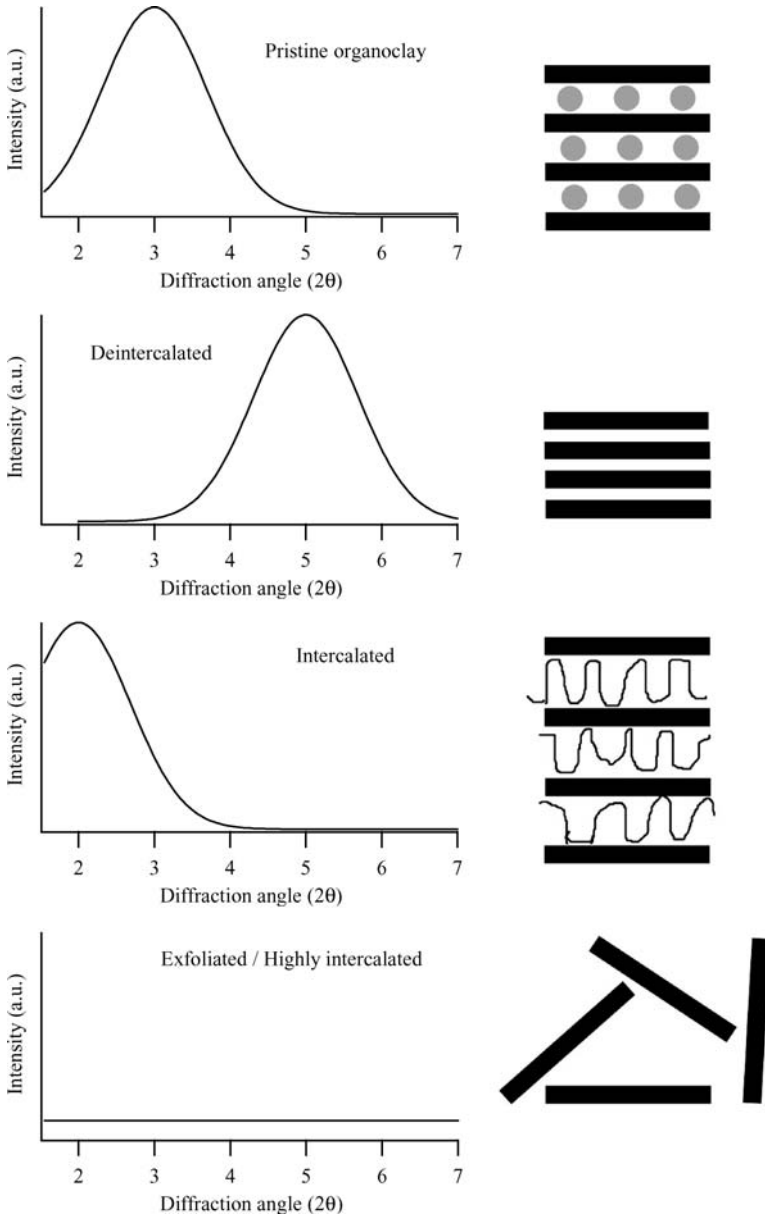 Intensity (a.u.)
Pristine organoclay
2 3 4 5 6 7
Diffraction angle (2θ)
Intensity (a.u.)
Deintercalated
2 3 4 5 6 7
Diffraction angle (2θ)
Intensity (a.u.)
Intercalated
2 3 4 5 6 7
Diffraction angle (2θ)
Intensity (a.u.)
Exfoliated / Highly intercalated
2 3 4 5 6 7
Diffraction angle (2θ)